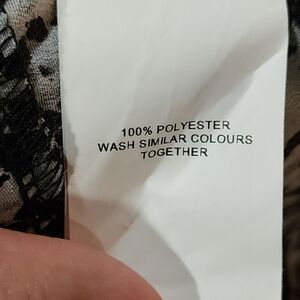 100% POLYESTER
WASH SIMILAR COLOURS
TOGETHER